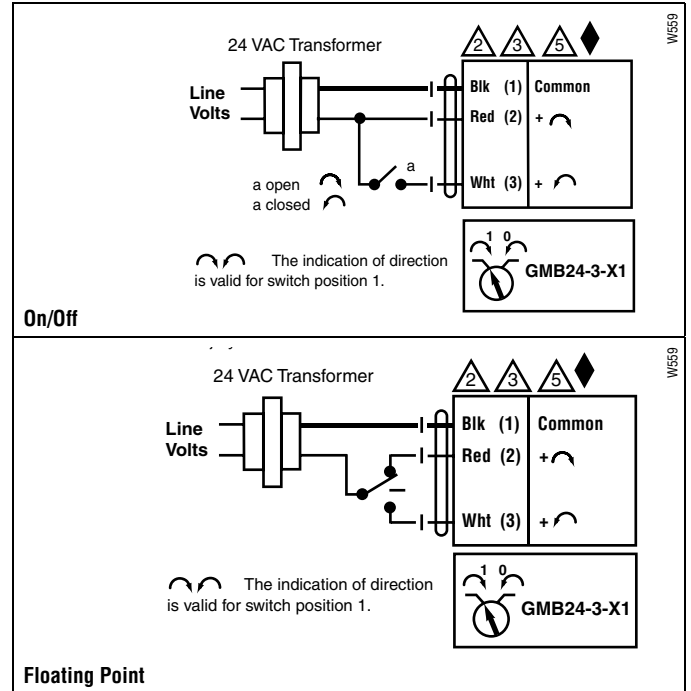 W559
24 VAC Transformer
2 3 5
Line
Volts
Blk (1) Common
Red (2) +
a
Wht (3) +
a open
a closed
1 0
GMB24-3-X1
The indication of direction
is valid for switch position 1.
On/Off
W559
24 VAC Transformer
2 3 5
Line
Volts
Blk (1) Common
Red (2) +
Wht (3) +
1 0
GMB24-3-X1
The indication of direction
is valid for switch position 1.
Floating Point